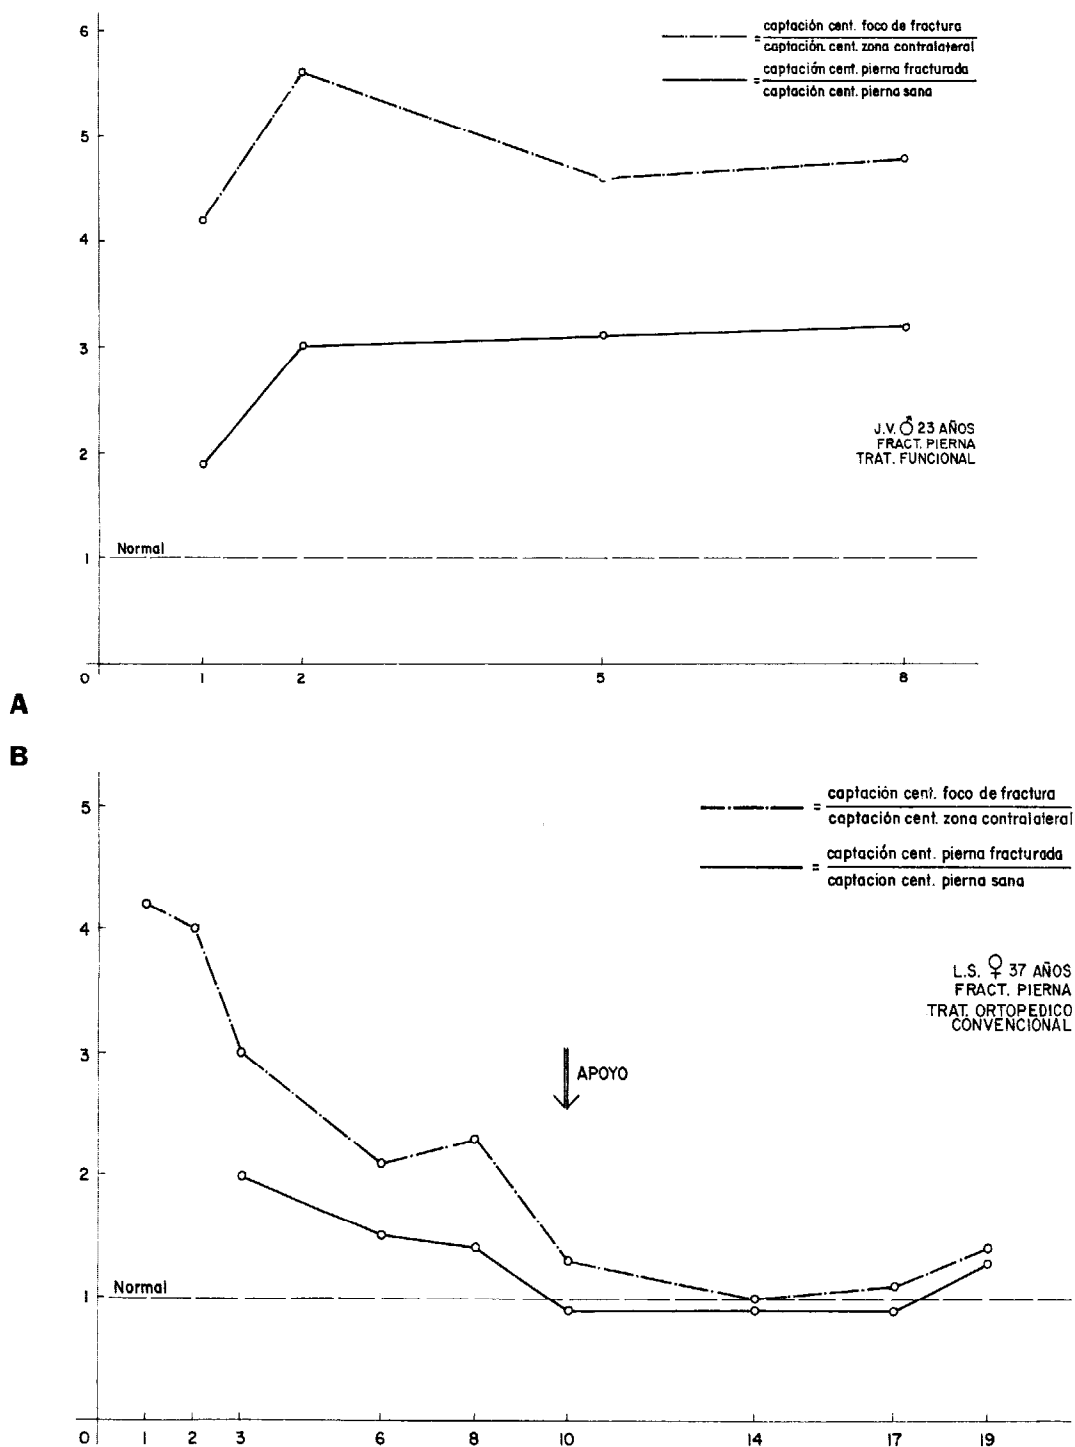 6
captación cent. foco de fractura
= captación cent. zona contralateral
captación cent. pierna fracturada
= captación cent. pierna sana
5
4
3
J.V. ♂ 23 AÑOS
FRACT. PIERNA
TRAT. FUNCIONAL
2
Normal
1
0 1 2 5 8
A
B
5
captación cent. foco de fractura
= captación cent. zona contralateral
captación cent. pierna fracturada
= captacion cent. pierna sana
4
L.S. ♀ 37 AÑOS
FRACT. PIERNA
TRAT. ORTOPEDICO
CONVENCIONAL
3
APOYO
2
Normal
1
0 1 2 3 6 8 10 14 17 19